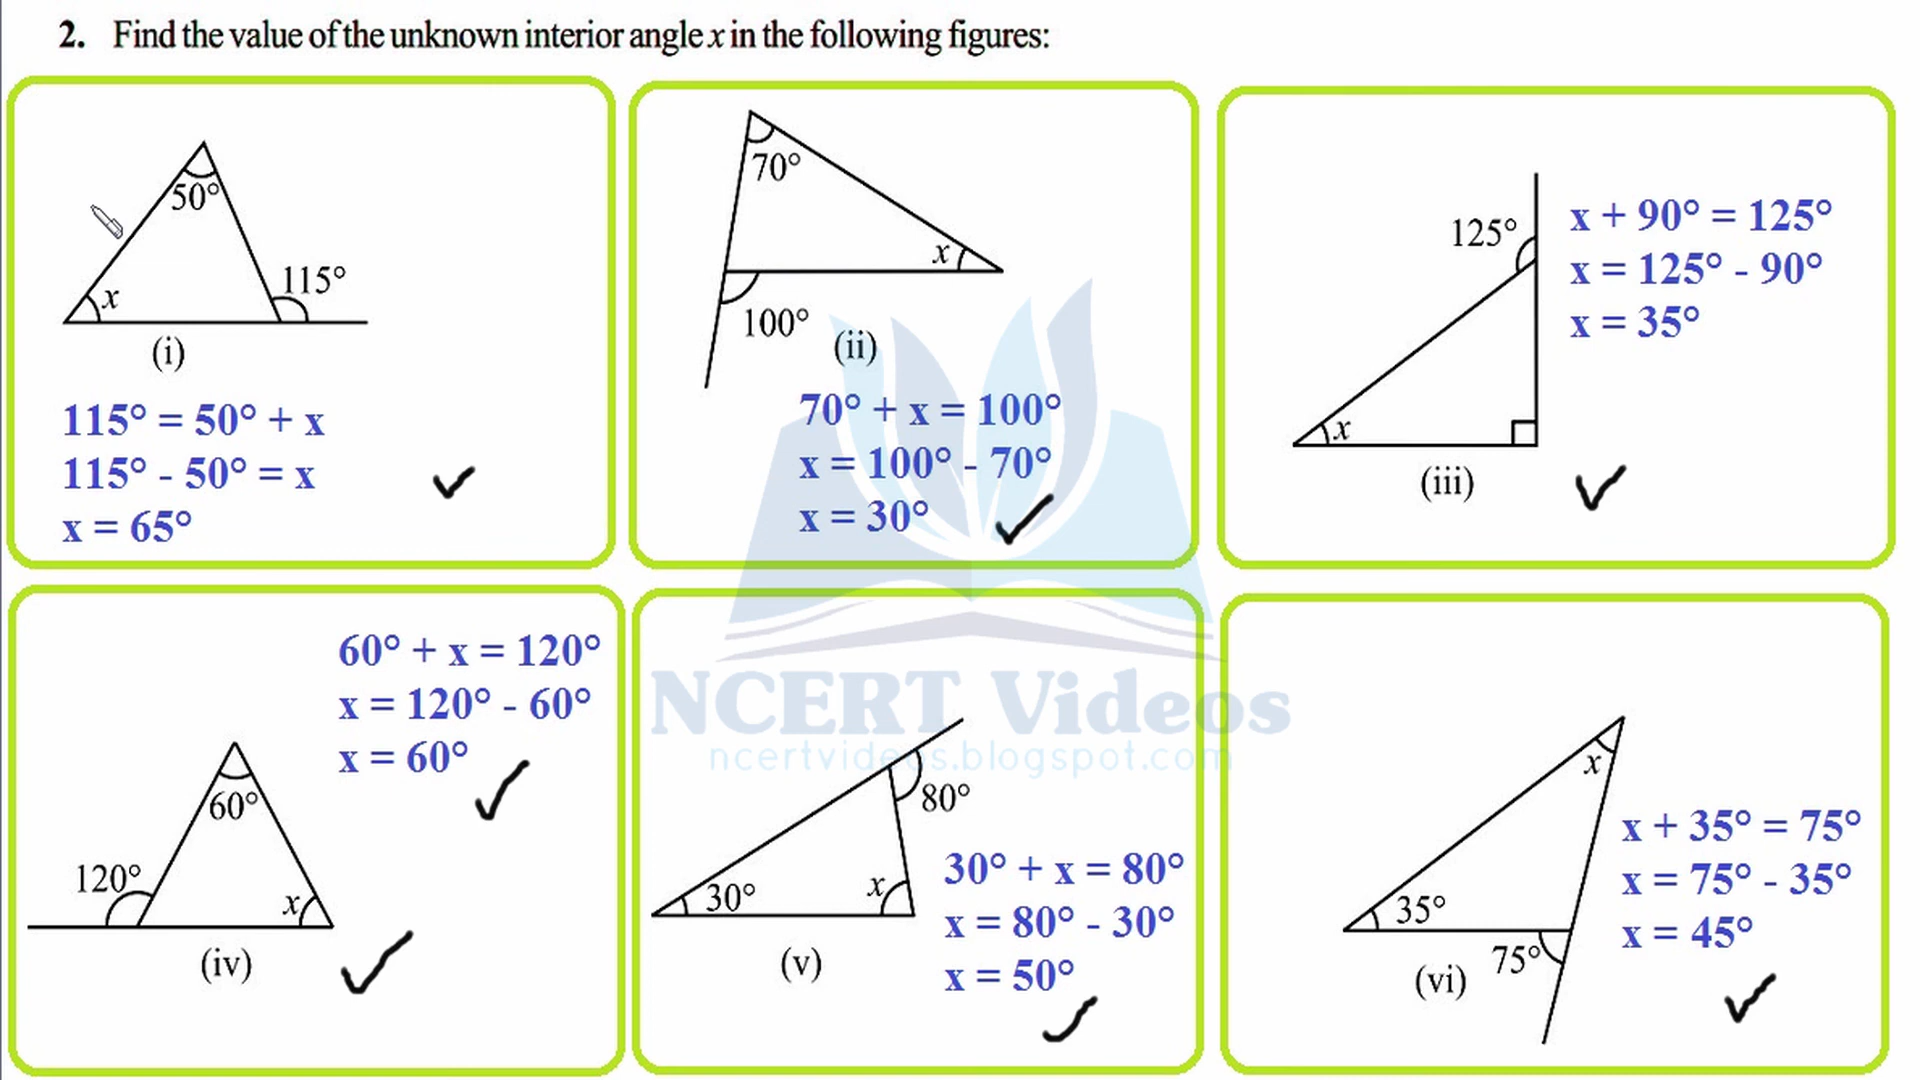 2. Find the value of the unknown interior angle x in the following figures:
50°
115°
x
(i)
115° = 50° + x
115° - 50° = x
x = 65°
70°
x
100°
(ii)
70° + x = 100°
x = 100° - 70°
x = 30°
125°
x
(iii)
x + 90° = 125°
x = 125° - 90°
x = 35°
60° + x = 120°
x = 120° - 60°
x = 60°
60°
120°
x
(iv)
NCERT Videos
ncertvideos.blogspot.com
80°
30°
x
(v)
30° + x = 80°
x = 80° - 30°
x = 50°
x
35°
75°
(vi)
x + 35° = 75°
x = 75° - 35°
x = 45°